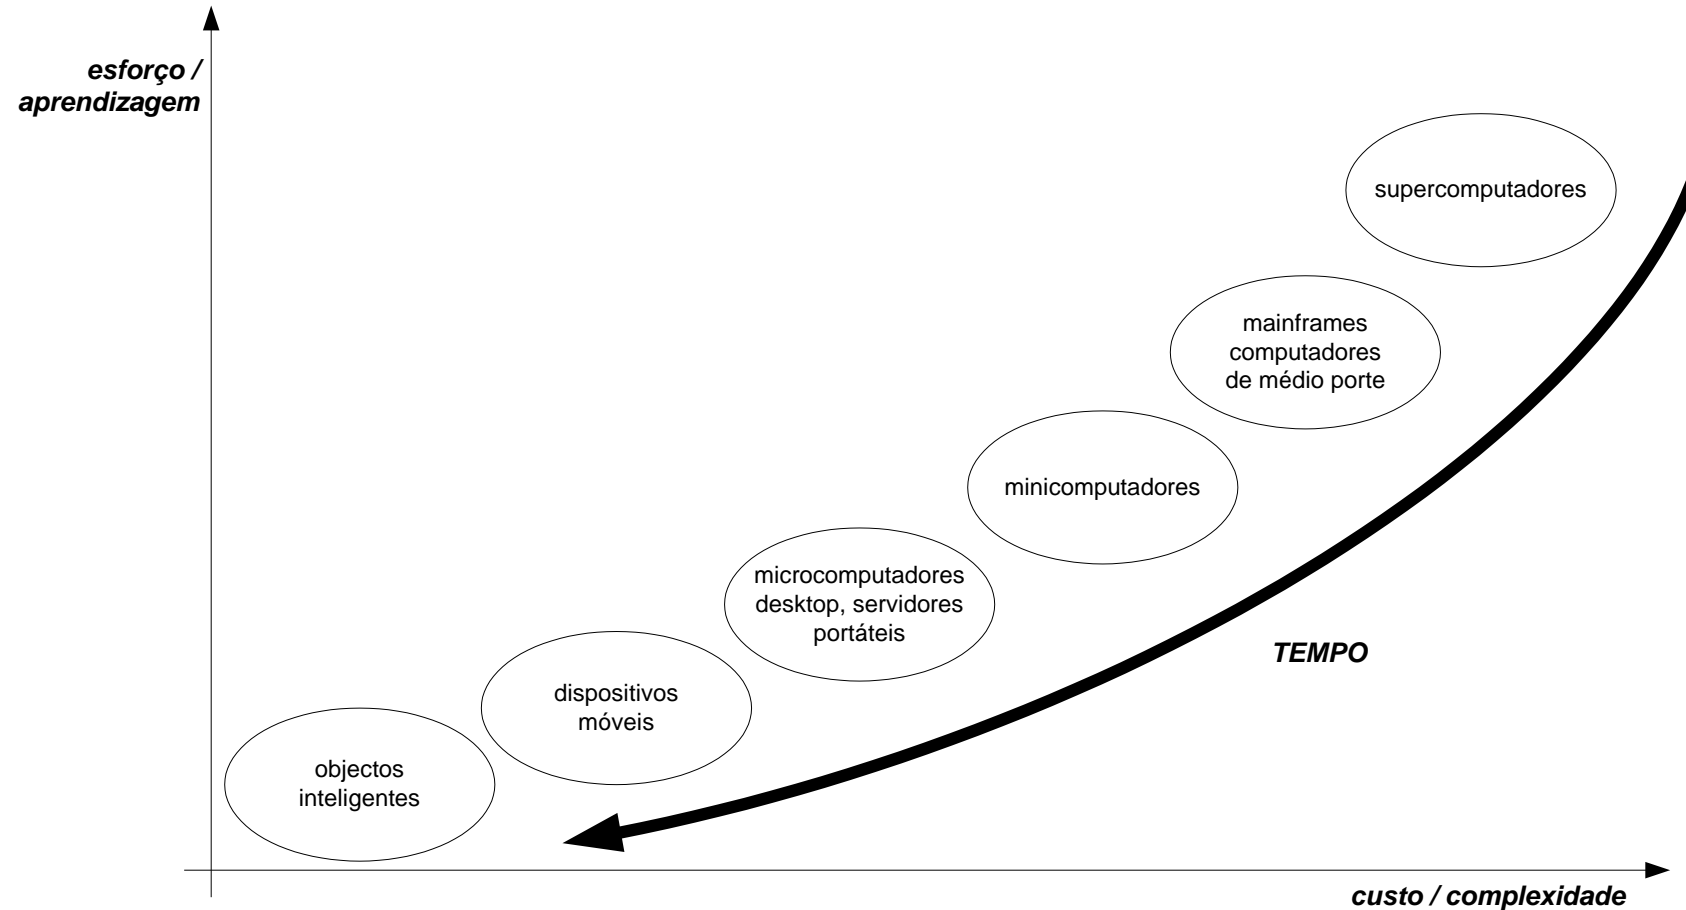 esforço /
aprendizagem
supercomputadores
mainframes
computadores
de médio porte
minicomputadores
microcomputadores
desktop, servidores
portáteis
TEMPO
dispositivos
móveis
objectos
inteligentes
custo / complexidade